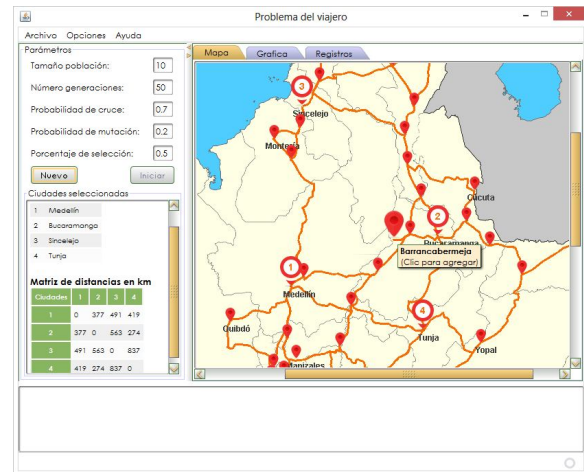 Problema del viajero
Archivo Opciones Ayuda
Parámetros
Tamaño población: 10
Número generaciones: 50
Probabilidad de cruce: 0.7
Probabilidad de mutación: 0.2
Porcentaje de selección: 0.5
Nuevo Iniciar
Ciudades seleccionadas
1 Medellín
2 Bucaramanga
3 Sincelejo
4 Tunja
Matriz de distancias en km
Ciudades 1 2 3 4
1 0 377 491 419
2 377 0 563 274
3 491 563 0 837
4 419 274 837 0
Mapa Grafica Registros
3
Sincelejo
Montería
Cúcuta
2
Bucaramanga
Barrancabermeja
(Clic para agregar)
1
Medellín
4
Quibdó
Tunja
Yopal
Manizales